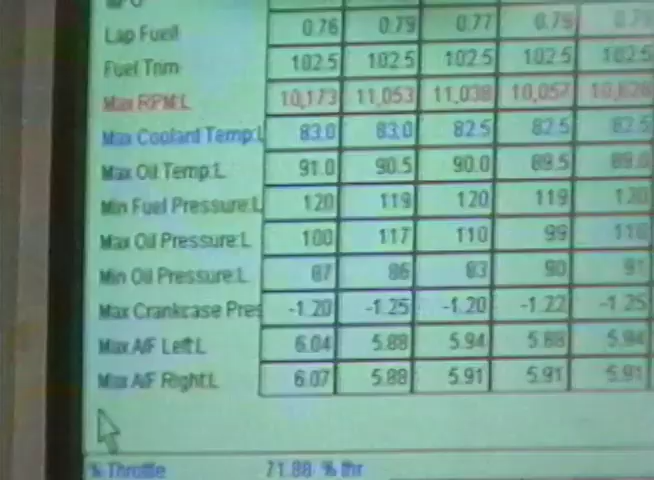 MPG
Lap Fuel 0.76 0.79 0.77 0.79 0.79
Fuel Trim 102.5 102.5 102.5 102.5 102.5
Max RPM:L 10,173 11,053 11,038 10,057
Max Coolant Temp:L 83.0 83.0 82.5 82.5 82.5
Max Oil Temp:L 91.0 90.5 90.0 89.5 89.0
Min Fuel Pressure:L 120 119 120 119 120
Max Oil Pressure:L 100 117 110 99
Min Oil Pressure:L 87 86 83 90 91
Max Crankcase Pres -1.20 -1.25 -1.20 -1.22 -1.25
Max A/F Left:L 6.04 5.88 5.94 5.88 5.94
Max A/F Right:L 6.07 5.88 5.91 5.91 5.91
% Throttle 71.88 % thr